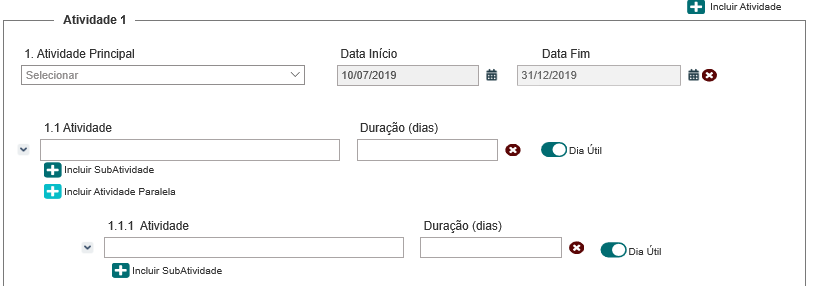 Incluir Atividade
Atividade 1
1. Atividade Principal Data Início Data Fim
Selecionar 10/07/2019 31/12/2019
1.1 Atividade Duração (dias)
Dia Útil
Incluir SubAtividade
Incluir Atividade Paralela
1.1.1 Atividade Duração (dias)
Dia Útil
Incluir SubAtividade